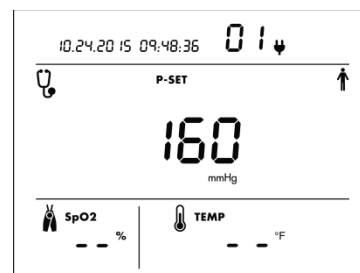 10.24.2015 09:48:36 01
P-SET
160
mmHg
SpO2
-- %
TEMP
-- °F